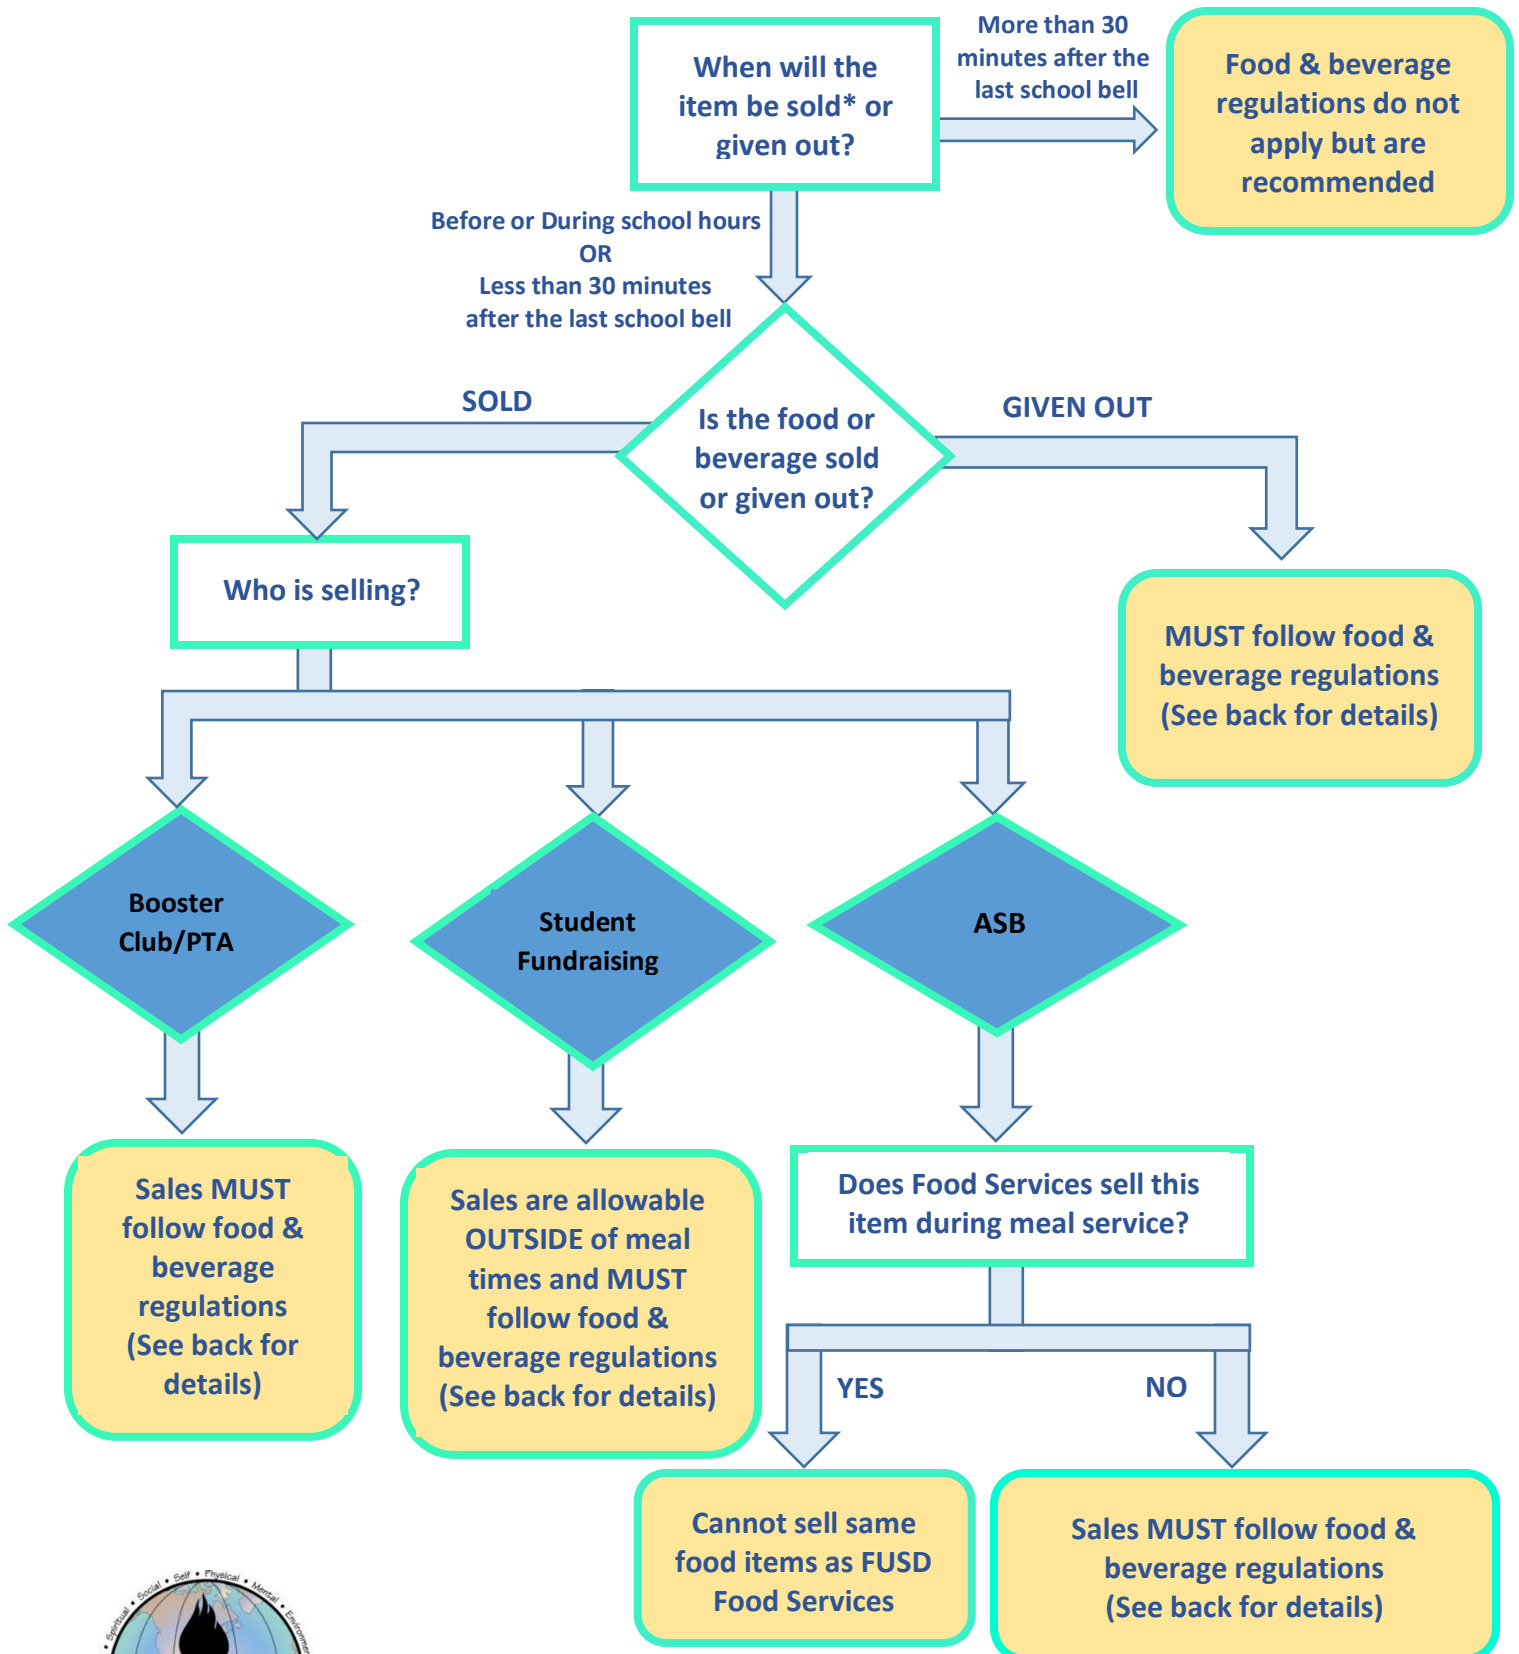 When will the
item be sold* or
given out?
More than 30
minutes after the
last school bell
Food & beverage
regulations do not
apply but are
recommended
Before or During school hours
OR
Less than 30 minutes
after the last school bell
SOLD
Is the food or
beverage sold
or given out?
GIVEN OUT
Who is selling?
MUST follow food &
beverage regulations
(See back for details)
Booster
Club/PTA
Student
Fundraising
ASB
Sales MUST
follow food &
beverage
regulations
(See back for
details)
Sales are allowable
OUTSIDE of meal
times and MUST
follow food &
beverage regulations
(See back for details)
Does Food Services sell this
item during meal service?
YES
NO
Cannot sell same
food items as FUSD
Food Services
Sales MUST follow food &
beverage regulations
(See back for details)
• Spiritual • Social • Self • Physical • Mental •